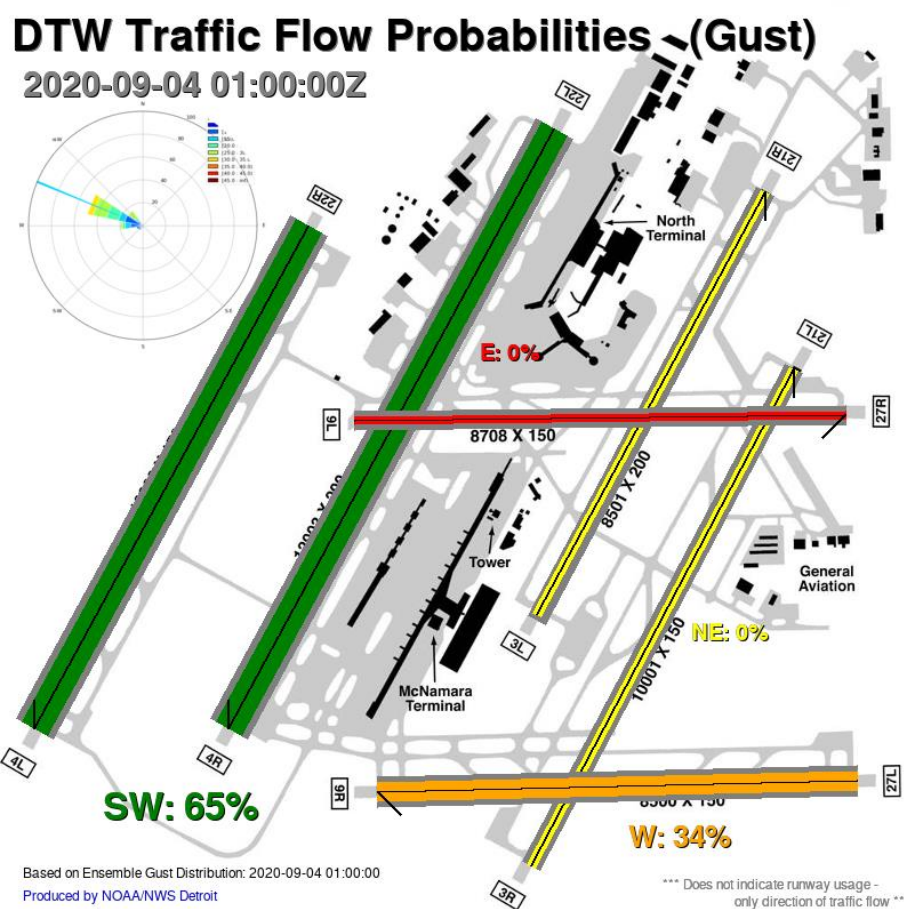 DTW Traffic Flow Probabilities (Gust)
2020-09-04 01:00:00Z
22L
21R
22R
North
Terminal
21L
E: 0%
9L
27R
8708 X 150
8501 X 200
Tower
General
Aviation
3L
NE: 0%
10001 X 150
McNamara
Terminal
4L
4R
9R
27L
SW: 65%
8500 X 150
W: 34%
3R
Based on Ensemble Gust Distribution: 2020-09-04 01:00:00
Produced by NOAA/NWS Detroit
*** Does not indicate runway usage -
only direction of traffic flow **